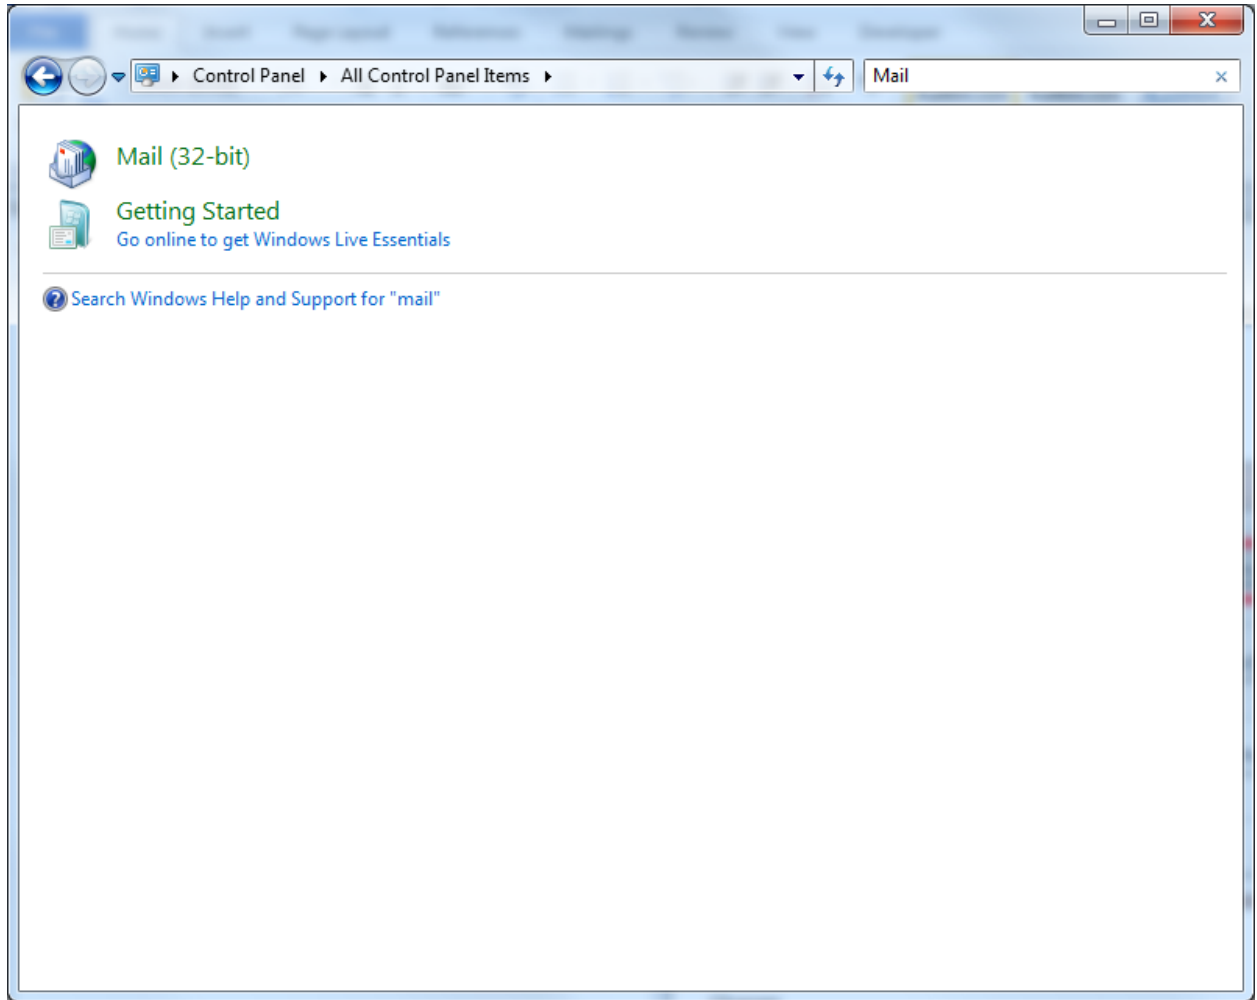 Control Panel All Control Panel Items
Mail
Mail (32-bit)
Getting Started
Go online to get Windows Live Essentials
Search Windows Help and Support for "mail"